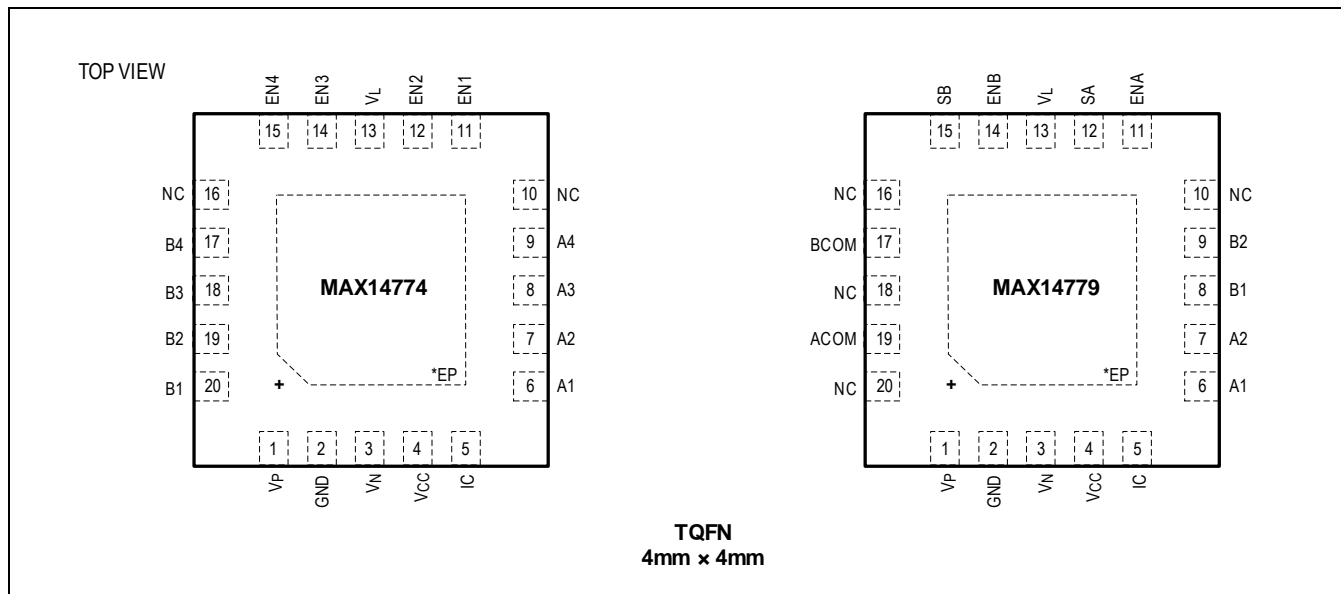 TOP VIEW
EN4 EN3 VL EN2 EN1
15 14 13 12 11
NC 16 10 NC
B4 17 9 A4
B3 18 MAX14774 8 A3
B2 19 7 A2
*EP
B1 20 + 6 A1
1 2 3 4 5
VP GND VN VCC IC
SB ENB VL SA ENA
15 14 13 12 11
NC 16 10 NC
BCOM 17 9 B2
NC 18 MAX14779 8 B1
ACOM 19 7 A2
*EP
NC 20 + 6 A1
1 2 3 4 5
VP GND VN VCC IC
TQFN
4mm × 4mm